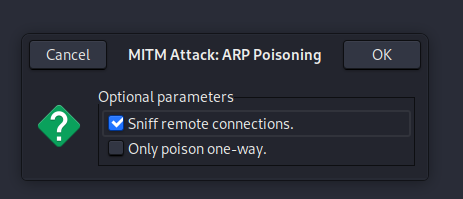 Cancel MITM Attack: ARP Poisoning OK
Optional parameters
Sniff remote connections.
Only poison one-way.